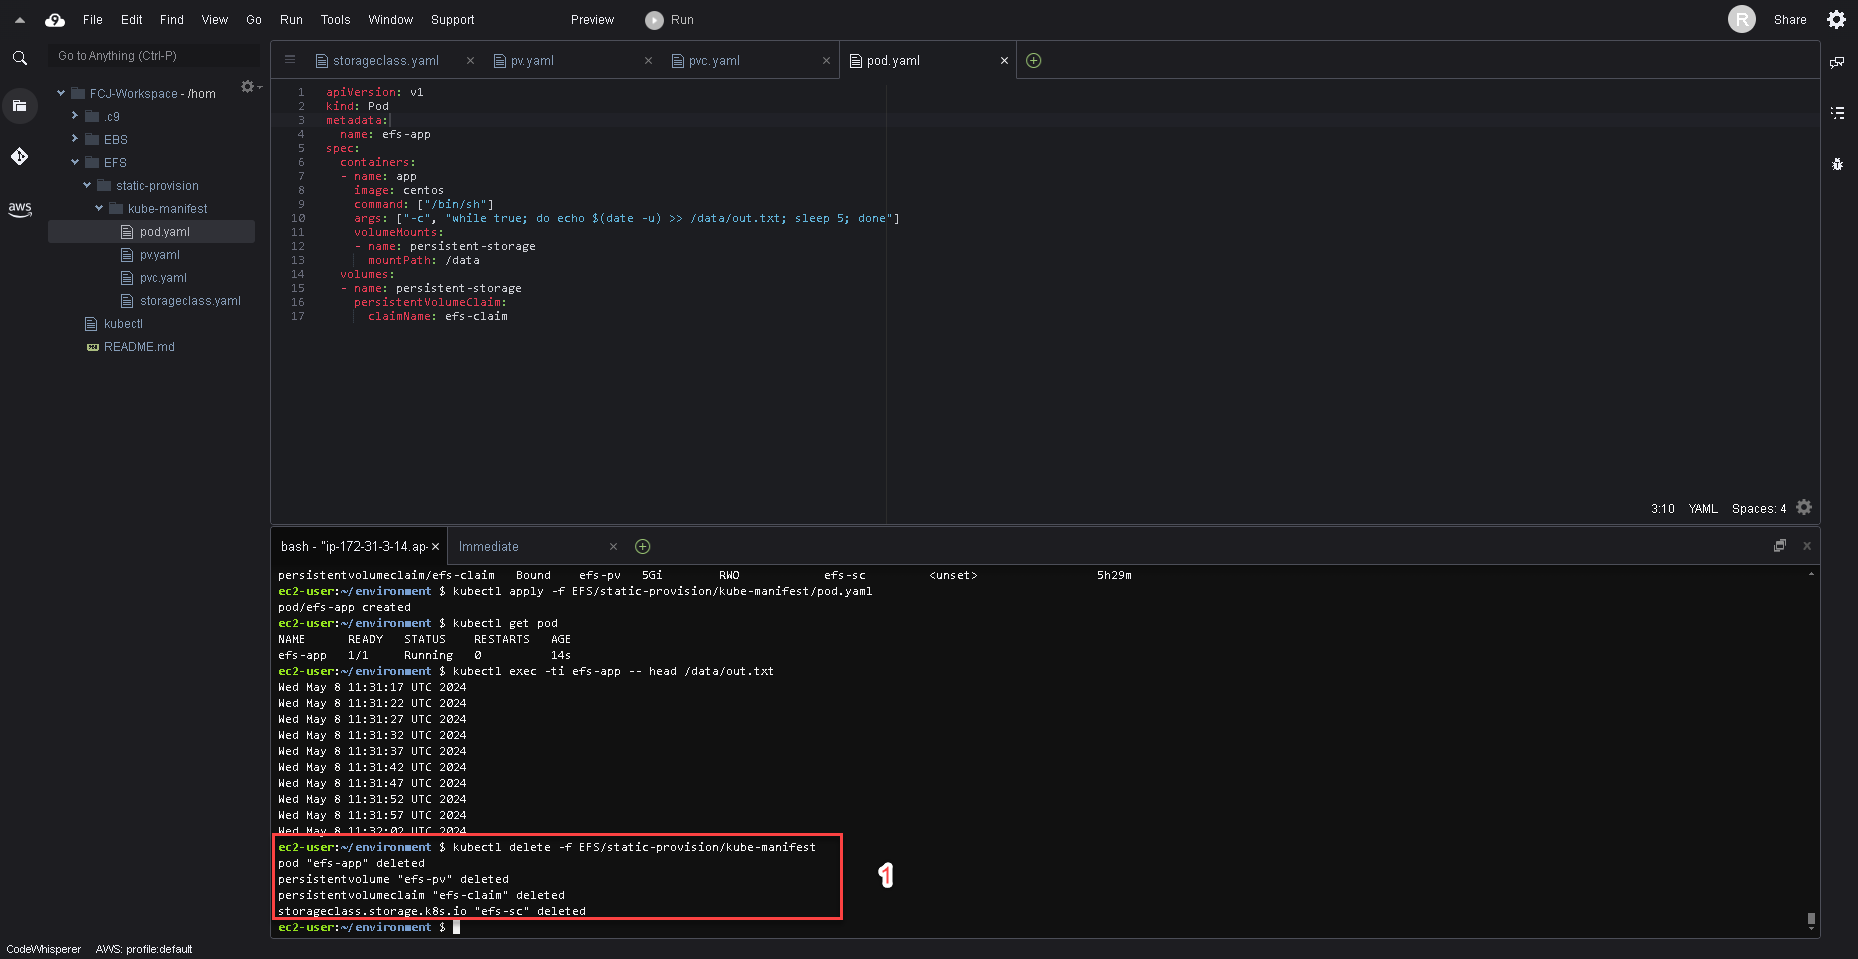 File Edit Find View Go Run Tools Window Support Preview Run R Share
Go to Anything (Ctrl-P)
FCJ-Workspace - /hom
.c9
EBS
EFS
static-provision
kube-manifest
pod.yaml
pv.yaml
pvc.yaml
storageclass.yaml
kubectl
README.md
aws
storageclass.yaml pv.yaml pvc.yaml pod.yaml
1 apiVersion: v1
2 kind: Pod
3 metadata:
4 name: efs-app
5 spec:
6 containers:
7 - name: app
8 image: centos
9 command: ["/bin/sh"]
10 args: ["-c", "while true; do echo $(date -u) >> /data/out.txt; sleep 5; done"]
11 volumeMounts:
12 - name: persistent-storage
13 mountPath: /data
14 volumes:
15 - name: persistent-storage
16 persistentVolumeClaim:
17 claimName: efs-claim
3:10 YAML Spaces: 4
bash - "ip-172-31-3-14.ap- Immediate
persistentvolumeclaim/efs-claim Bound efs-pv 5Gi RWO efs-sc <unset> 5h29m
ec2-user:~/environment $ kubectl apply -f EFS/static-provision/kube-manifest/pod.yaml
pod/efs-app created
ec2-user:~/environment $ kubectl get pod
NAME READY STATUS RESTARTS AGE
efs-app 1/1 Running 0 14s
ec2-user:~/environment $ kubectl exec -ti efs-app -- head /data/out.txt
Wed May 8 11:31:17 UTC 2024
Wed May 8 11:31:22 UTC 2024
Wed May 8 11:31:27 UTC 2024
Wed May 8 11:31:32 UTC 2024
Wed May 8 11:31:37 UTC 2024
Wed May 8 11:31:42 UTC 2024
Wed May 8 11:31:47 UTC 2024
Wed May 8 11:31:52 UTC 2024
Wed May 8 11:31:57 UTC 2024
Wed May 8 11:32:02 UTC 2024
ec2-user:~/environment $ kubectl delete -f EFS/static-provision/kube-manifest
pod "efs-app" deleted
persistentvolume "efs-pv" deleted
persistentvolumeclaim "efs-claim" deleted
storageclass.storage.k8s.io "efs-sc" deleted
ec2-user:~/environment $
1
CodeWhisperer AWS: profile:default